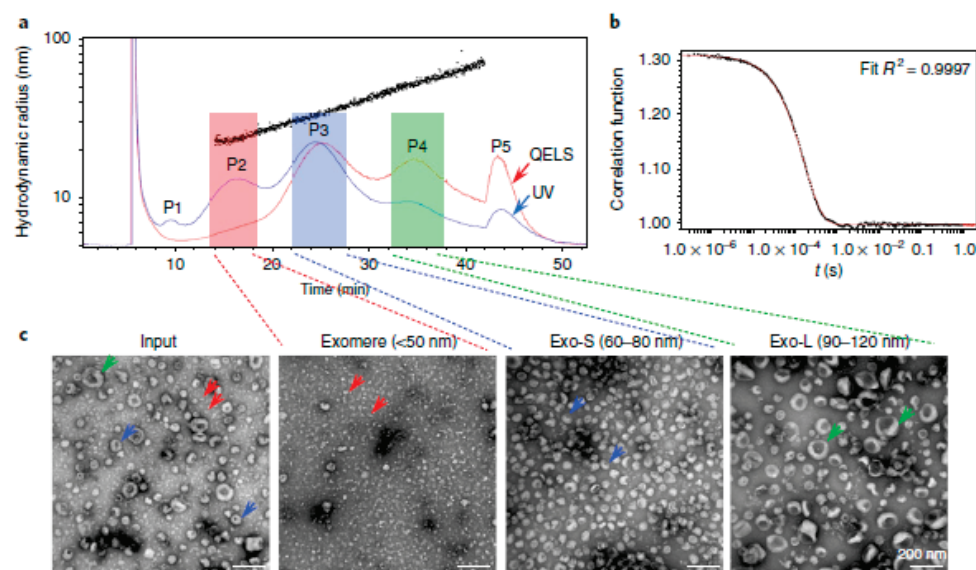 a
Hydrodynamic radius (nm)
100
10
P1
P2
P3
P4
P5
QELS
UV
10 20 30 40 50
Time (min)
b
Correlation function
1.30
1.20
1.10
1.00
Fit R² = 0.9997
1.0 × 10⁻⁶ 1.0 × 10⁻⁴ 1.0 × 10⁻² 0.1 1.0
t (s)
c
Input
Exomere (<50 nm)
Exo-S (60–80 nm)
Exo-L (90–120 nm)
200 nm